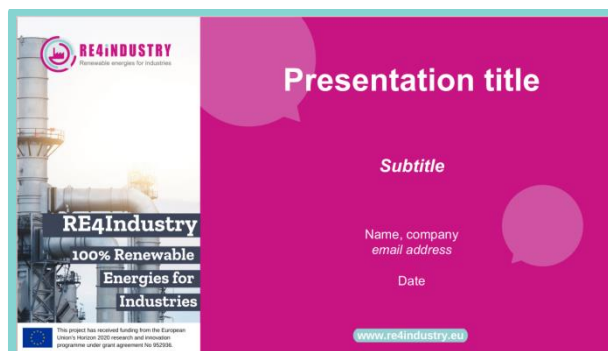 RE4iNDUSTRY
Renewable energies for industries
Presentation title
Subtitle
Name, company
email address
Date
www.re4industry.eu
RE4Industry
100% Renewable
Energies for
Industries
This project has received funding from the European
Union's Horizon 2020 research and innovation
programme under grant agreement No 952936.